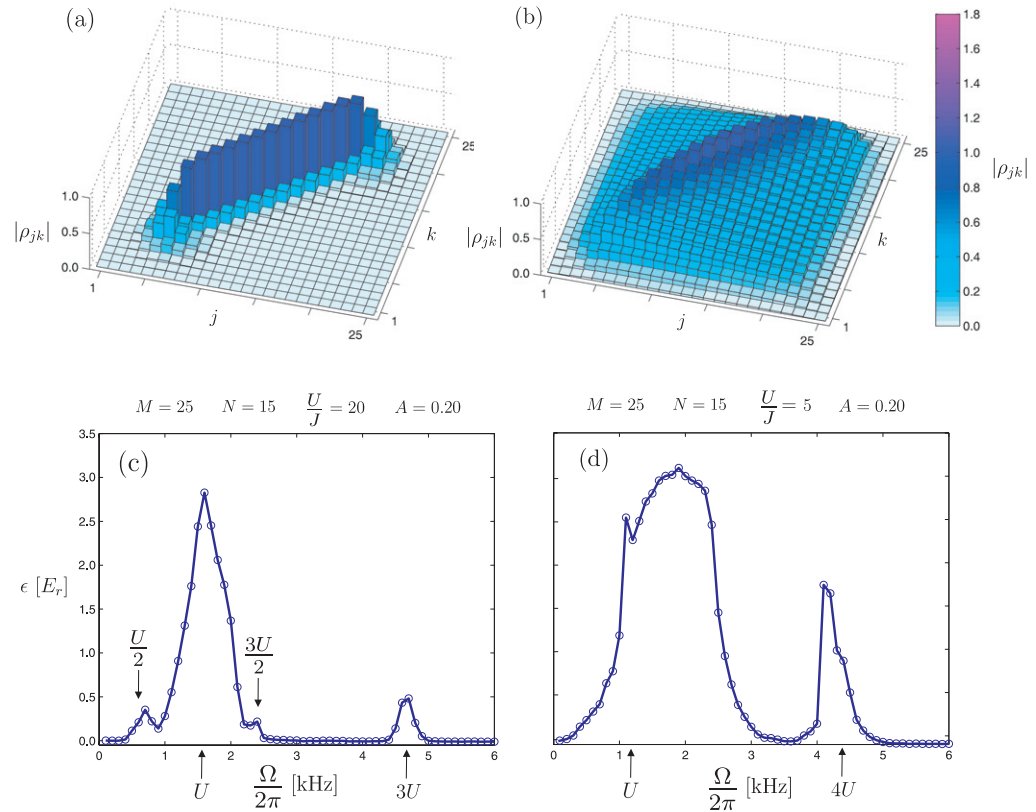 (a)
(b)
1.8
1.6
1.4
1.2
1.0
0.8
0.6
0.4
0.2
0.0
|ρ_jk|
1.0
0.5
0.0
|ρ_jk|
1
j
25
1
k
25
1.0
0.5
0.0
|ρ_jk|
1
j
25
1
k
25
M = 25 N = 15 U/J = 20 A = 0.20
M = 25 N = 15 U/J = 5 A = 0.20
(c)
3.5
3.0
2.5
2.0
1.5
1.0
0.5
0.0
ϵ [E_r]
U/2
3U/2
0 1 2 3 4 5 6
U
Ω/2π [kHz]
3U
(d)
0 1 2 3 4 5 6
U
Ω/2π [kHz]
4U